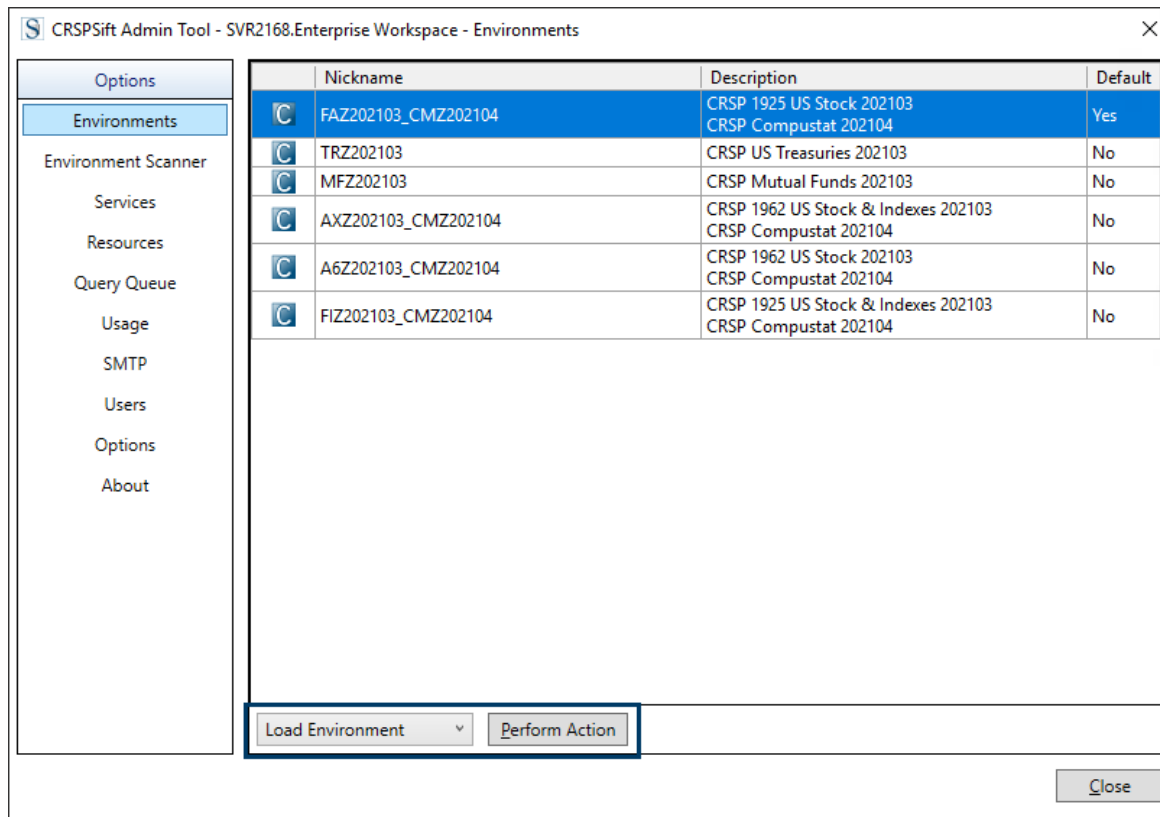 CRSPSift Admin Tool - SVR2168.Enterprise Workspace - Environments
Options
Environments
Environment Scanner
Services
Resources
Query Queue
Usage
SMTP
Users
Options
About
Nickname Description Default
FAZ202103_CMZ202104 CRSP 1925 US Stock 202103 Yes
CRSP Compustat 202104
TRZ202103 CRSP US Treasuries 202103 No
MFZ202103 CRSP Mutual Funds 202103 No
AXZ202103_CMZ202104 CRSP 1962 US Stock & Indexes 202103 No
CRSP Compustat 202104
A6Z202103_CMZ202104 CRSP 1962 US Stock 202103 No
CRSP Compustat 202104
FIZ202103_CMZ202104 CRSP 1925 US Stock & Indexes 202103 No
CRSP Compustat 202104
Load Environment Perform Action
Close